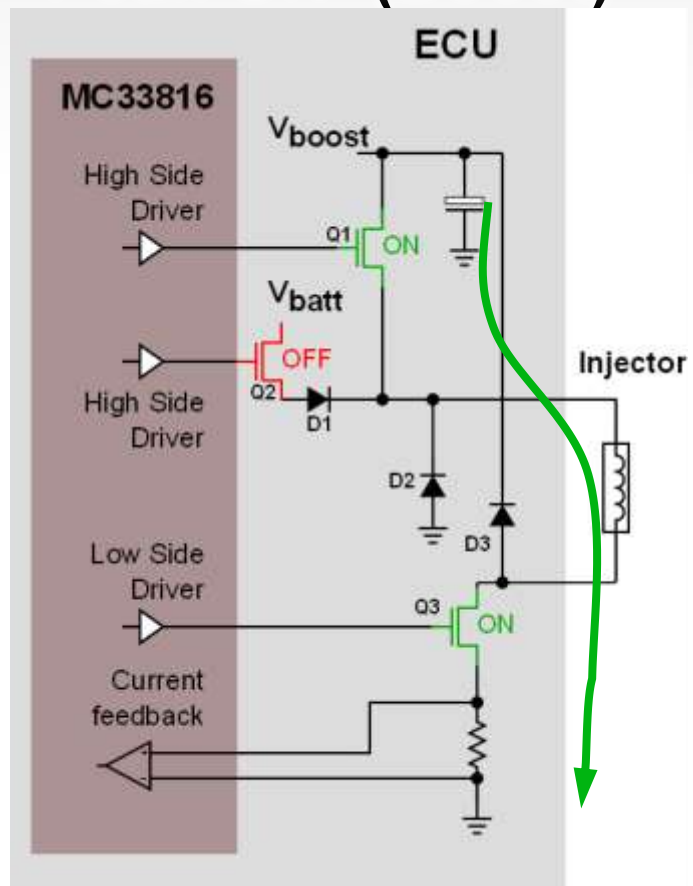 ECU
MC33816
Vboost
High Side
Driver
Q1
ON
Vbatt
OFF
Q2
D1
High Side
Driver
Injector
D2
D3
Low Side
Driver
Q3
ON
Current
feedback